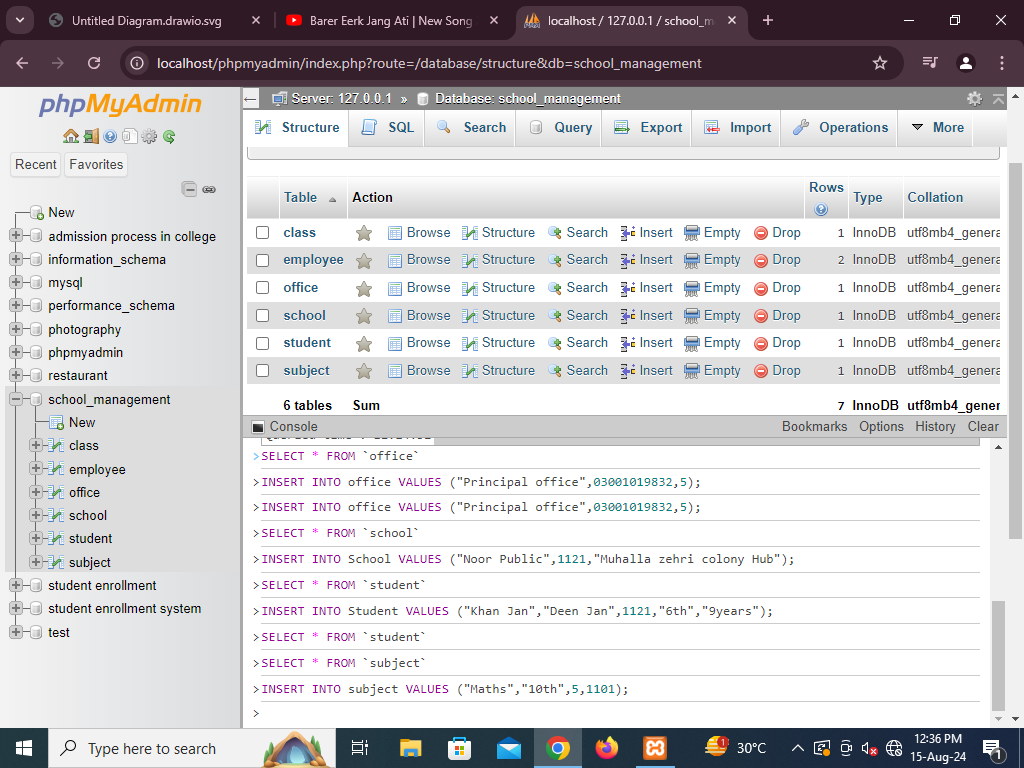 Untitled Diagram.drawio.svg
Barer Eerk Jang Ati | New Song
localhost / 127.0.0.1 / school_m
localhost/phpmyadmin/index.php?route=/database/structure&db=school_management
phpMyAdmin
Recent
Favorites
New
admission process in college
information_schema
mysql
performance_schema
photography
phpmyadmin
restaurant
school_management
New
class
employee
office
school
student
subject
student enrollment
student enrollment system
test
Server: 127.0.0.1 » Database: school_management
Structure SQL Search Query Export Import Operations More
Table Action Rows Type Collation
class Browse Structure Search Insert Empty Drop 1 InnoDB utf8mb4_genera
employee Browse Structure Search Insert Empty Drop 2 InnoDB utf8mb4_genera
office Browse Structure Search Insert Empty Drop 1 InnoDB utf8mb4_genera
school Browse Structure Search Insert Empty Drop 1 InnoDB utf8mb4_genera
student Browse Structure Search Insert Empty Drop 1 InnoDB utf8mb4_genera
subject Browse Structure Search Insert Empty Drop 1 InnoDB utf8mb4_genera
6 tables Sum 7 InnoDB utf8mb4_gener
Console Bookmarks Options History Clear
>SELECT * FROM `office`
>INSERT INTO office VALUES ("Principal office",03001019832,5);
>INSERT INTO office VALUES ("Principal office",03001019832,5);
>SELECT * FROM `school`
>INSERT INTO School VALUES ("Noor Public",1121,"Muhalla zehri colony Hub");
>SELECT * FROM `student`
>INSERT INTO Student VALUES ("Khan Jan","Deen Jan",1121,"6th","9years");
>SELECT * FROM `student`
>SELECT * FROM `subject`
>INSERT INTO subject VALUES ("Maths","10th",5,1101);
>
Type here to search
1
30°C
12:36 PM
15-Aug-24
1